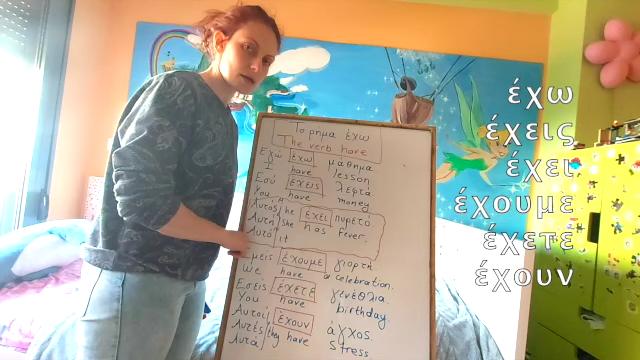 Το ρημα έχω
The verb have
Εγώ έχω μάθημα
have lesson
Εσύ έχεις λεφτά
You have money
Αυτός he έχει πυρετό
Αυτή she has fever.
Αυτό it
μεις έχουμε γιορτή
We have a celebration.
Εσείς έχετε γενέθλια
You have birthday.
Αυτοί έχουν άγχος.
Αυτές they have stress
Αυτά
έχω
έχεις
έχει
έχουμε
έχετε
έχουν